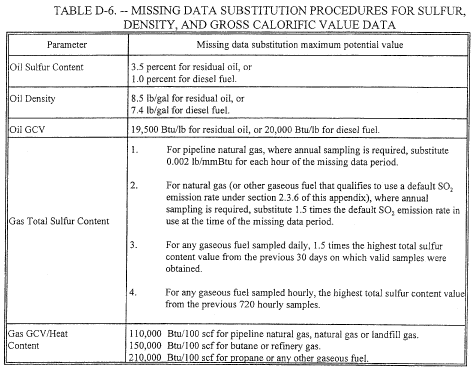 TABLE D-6. -- MISSING DATA SUBSTITUTION PROCEDURES FOR SULFUR,
DENSITY, AND GROSS CALORIFIC VALUE DATA
Parameter
Missing data substitution maximum potential value
Oil Sulfur Content
3.5 percent for residual oil, or
1.0 percent for diesel fuel.
Oil Density
8.5 lb/gal for residual oil, or
7.4 lb/gal for diesel fuel.
Oil GCV
19,500 Btu/lb for residual oil, or 20,000 Btu/lb for diesel fuel.
Gas Total Sulfur Content
1. For pipeline natural gas, where annual sampling is required, substitute
0.002 lb/mmBtu for each hour of the missing data period.
2. For natural gas (or other gaseous fuel that qualifies to use a default SO₂
emission rate under section 2.3.6 of this appendix), where annual
sampling is required, substitute 1.5 times the default SO₂ emission rate in
use at the time of the missing data period.
3. For any gaseous fuel sampled daily, 1.5 times the highest total sulfur
content value from the previous 30 days on which valid samples were
obtained.
4. For any gaseous fuel sampled hourly, the highest total sulfur content value
from the previous 720 hourly samples.
Gas GCV/Heat
Content
110,000 Btu/100 scf for pipeline natural gas, natural gas or landfill gas.
150,000 Btu/100 scf for butane or refinery gas.
210,000 Btu/100 scf for propane or any other gaseous fuel.